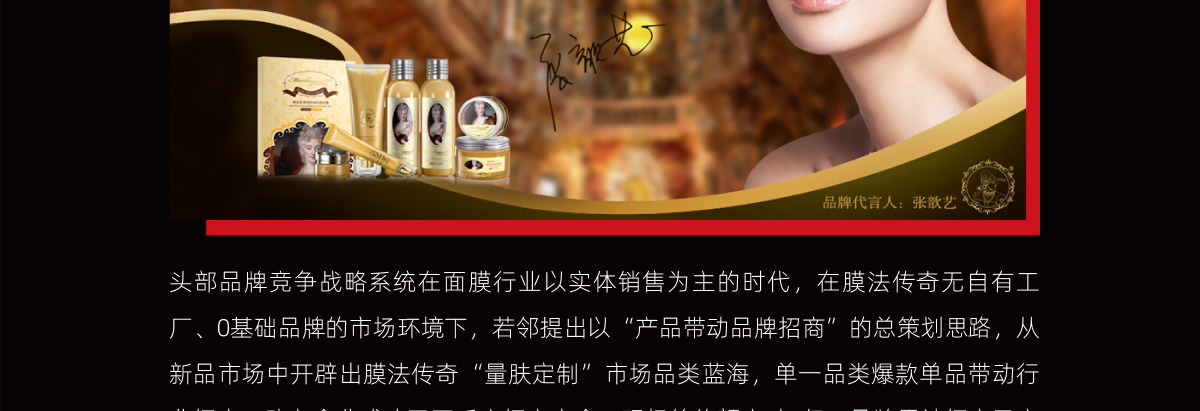 品牌代言人：张歆艺
头部品牌竞争战略系统在面膜行业以实体销售为主的时代，在膜法传奇无自有工
厂、0基础品牌的市场环境下，若邻提出以“产品带动品牌招商”的总策划思路，从
新品市场中开辟出膜法传奇“量肤定制”市场品类蓝海，单一品类爆款单品带动行